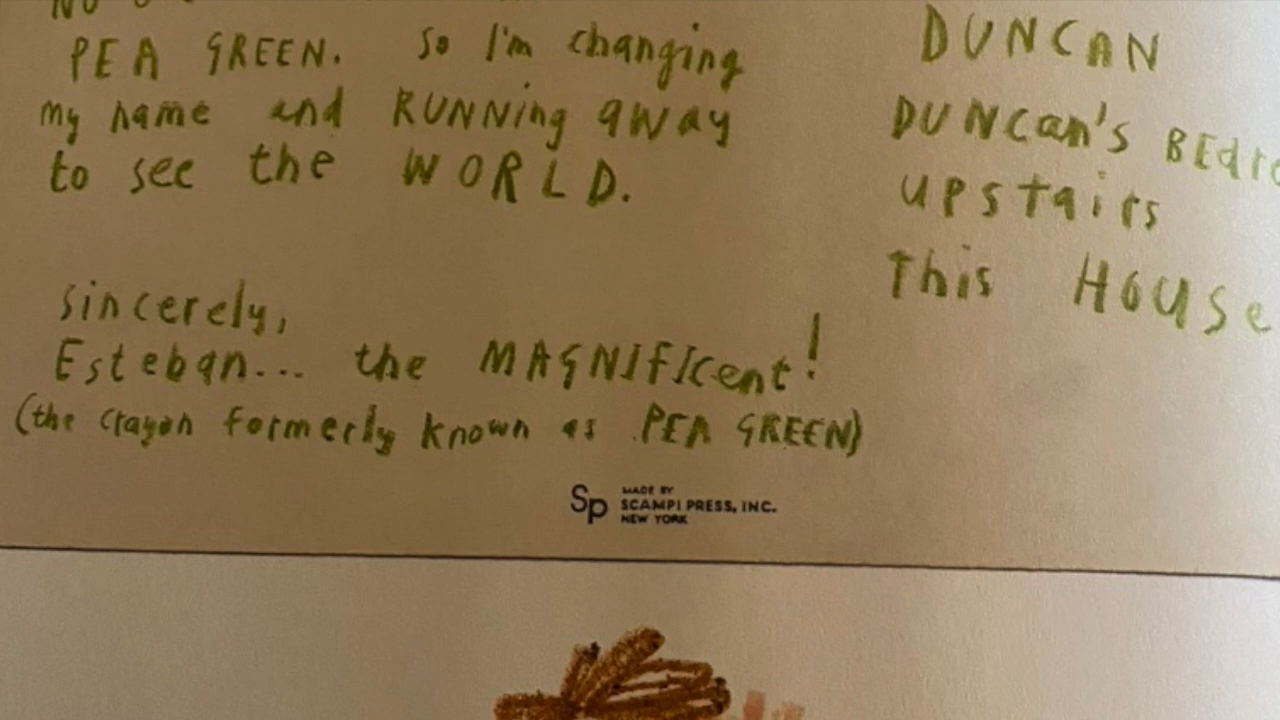 PEA GREEN. So I'm changing
my name and RUNNing away
to see the WORLD.
Sincerely,
Esteban... the MAGNIFICent!
(the crayon formerly known as PEA GREEN)
DUNCAN
DUNCan's
upstairs
This HOUSe
Sp
MADE BY
SCAMPI PRESS, INC.
NEW YORK